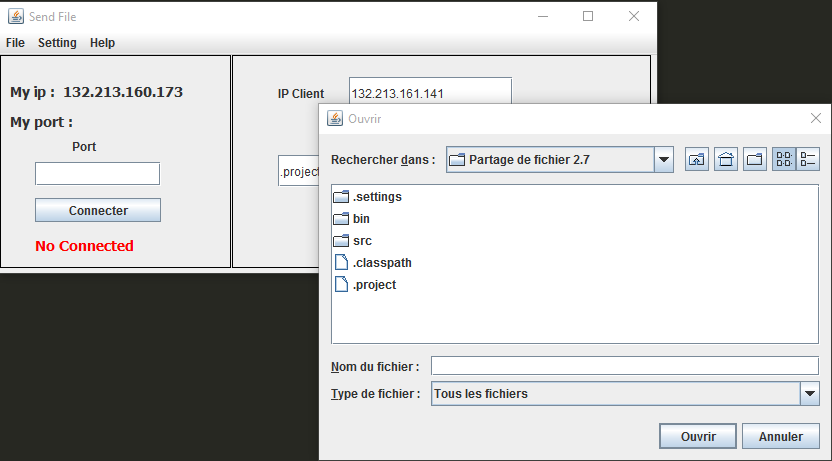 Send File
File Setting Help
My ip : 132.213.160.173
My port :
Port
Connecter
No Connected
IP Client 132.213.161.141
.project
Ouvrir
Rechercher dans : Partage de fichier 2.7
.settings
bin
src
.classpath
.project
Nom du fichier :
Type de fichier : Tous les fichiers
Ouvrir Annuler